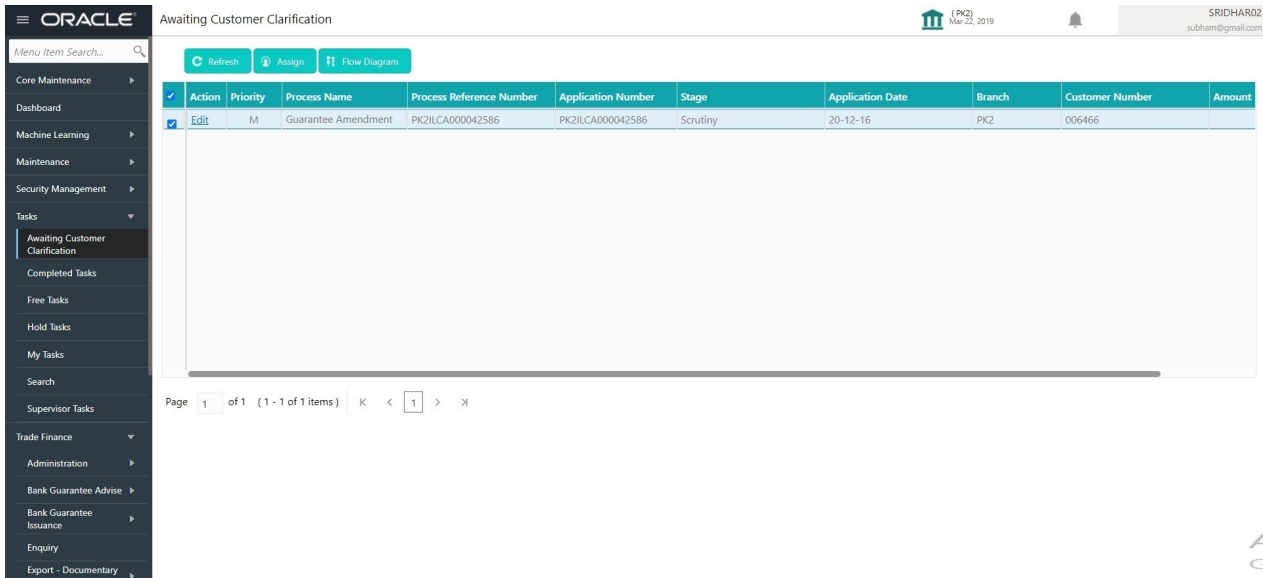 ORACLE
Awaiting Customer Clarification
( PK2)
Mar 22, 2019
SRIDHAR02
subham@gmail.com
Menu Item Search...
Core Maintenance
Dashboard
Machine Learning
Maintenance
Security Management
Tasks
Awaiting Customer
Clarification
Completed Tasks
Free Tasks
Hold Tasks
My Tasks
Search
Supervisor Tasks
Trade Finance
Administration
Bank Guarantee Advise
Bank Guarantee
Issuance
Enquiry
Export - Documentary
Refresh Assign Flow Diagram
Action Priority Process Name Process Reference Number Application Number Stage Application Date Branch Customer Number Amount
Edit M Guarantee Amendment PK2ILCA000042586 PK2ILCA000042586 Scrutiny 20-12-16 PK2 006466
Page 1 of 1 ( 1 - 1 of 1 items ) K < 1 > >|